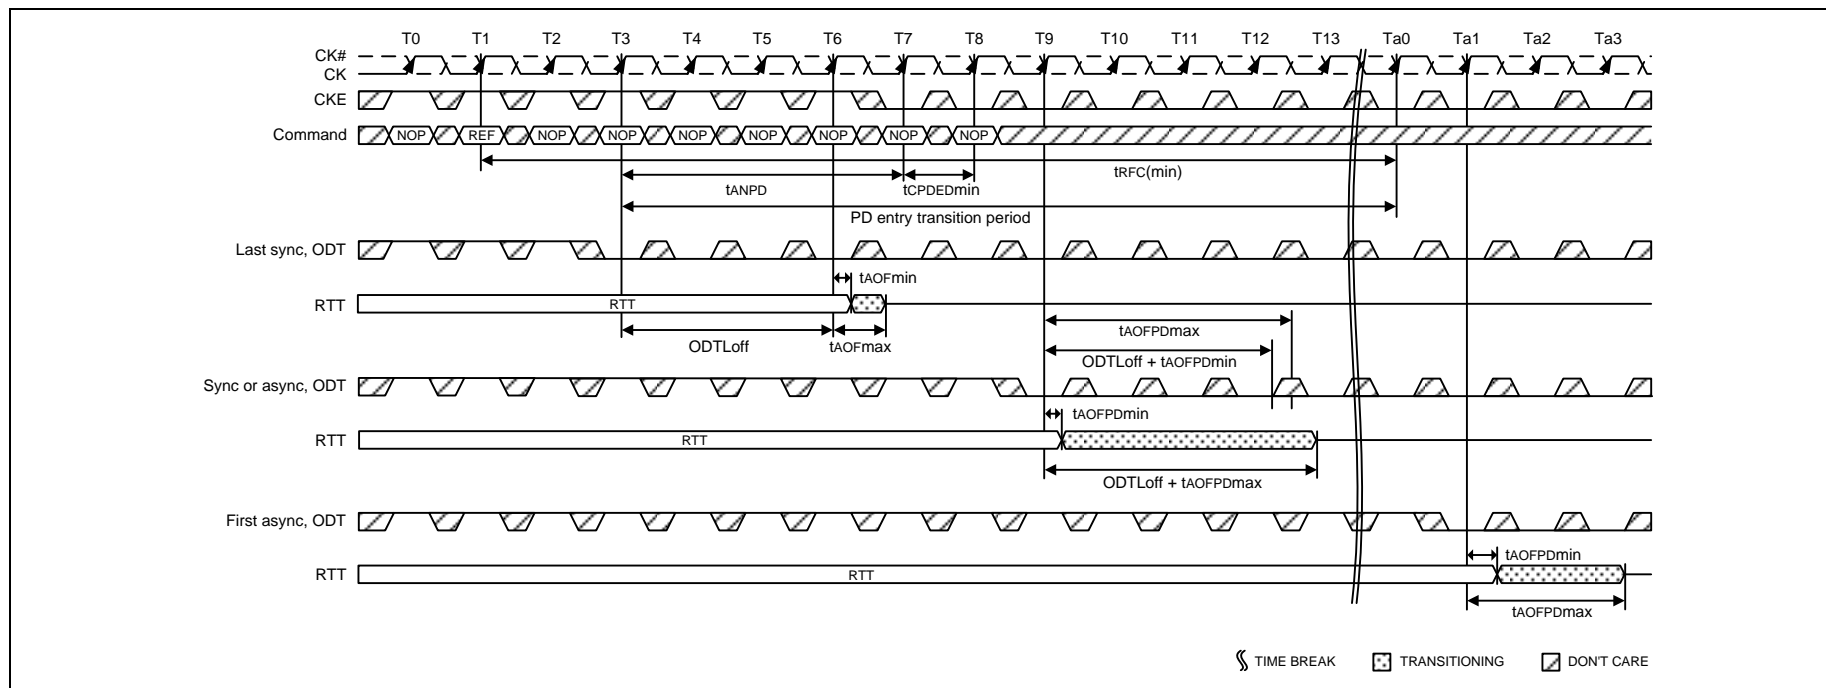 T0 T1 T2 T3 T4 T5 T6 T7 T8 T9 T10 T11 T12 T13 Ta0 Ta1 Ta2 Ta3
CK#
CK
CKE
Command NOP REF NOP NOP NOP NOP NOP NOP NOP
tRFC(min)
tANPD tCPDEDmin
PD entry transition period
Last sync, ODT
tAOFmin
RTT RTT
tAOFPDmax
ODTLoff tAOFmax
ODTLoff + tAOFPDmin
Sync or async, ODT
tAOFPDmin
RTT RTT
ODTLoff + tAOFPDmax
First async, ODT
tAOFPDmin
RTT RTT
tAOFPDmax
TIME BREAK TRANSITIONING DON'T CARE